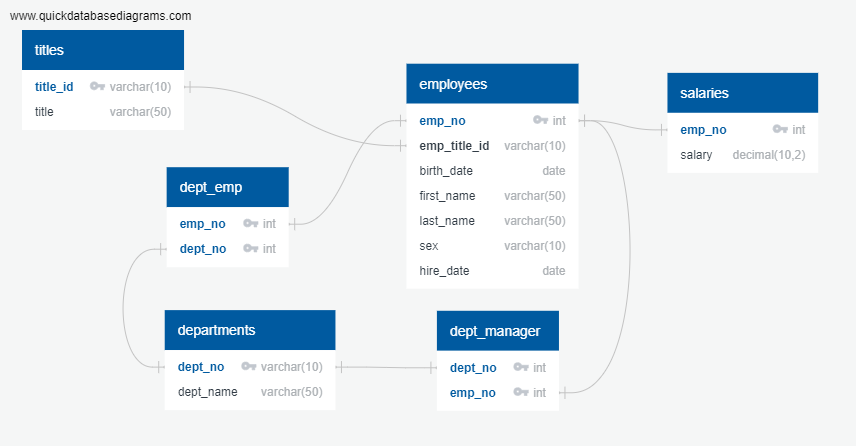 www.quickdatabasediagrams.com
titles
title_id varchar(10)
title varchar(50)
employees
emp_no int
emp_title_id varchar(10)
birth_date date
first_name varchar(50)
last_name varchar(50)
sex varchar(10)
hire_date date
salaries
emp_no int
salary decimal(10,2)
dept_emp
emp_no int
dept_no int
departments
dept_no varchar(10)
dept_name varchar(50)
dept_manager
dept_no int
emp_no int